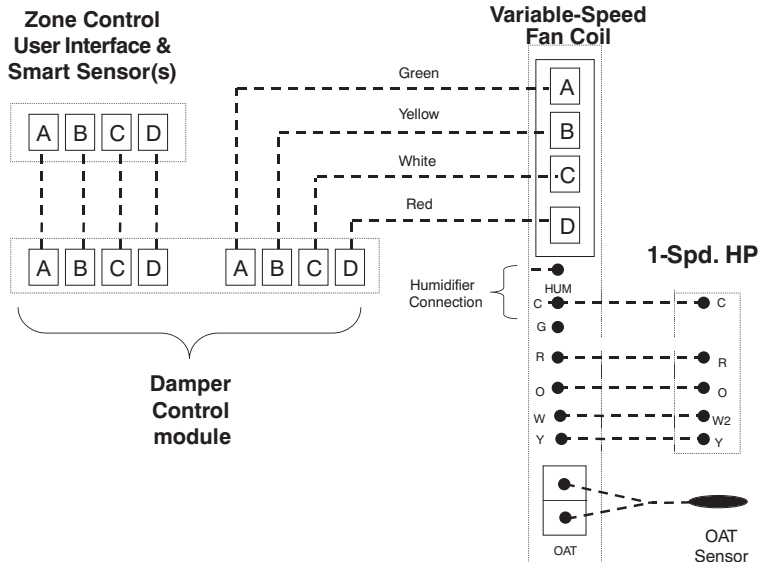 Zone Control
User Interface &
Smart Sensor(s)
A B C D
A B C D
A B C D
Damper
Control
module
Green
Yellow
White
Red
Variable-Speed
Fan Coil
A
B
C
D
Humidifier
Connection
HUM
C
G
R
O
W
Y
OAT
1-Spd. HP
C
R
O
W2
Y
OAT
Sensor